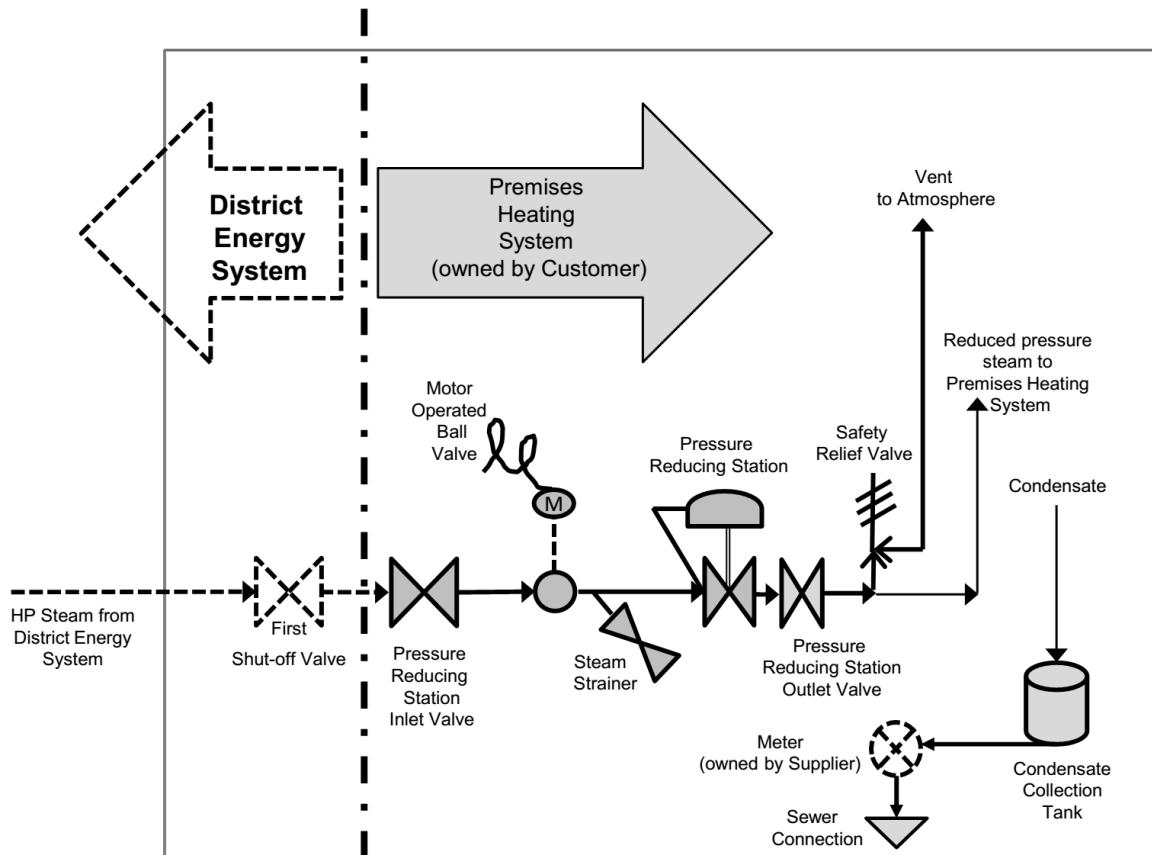 District
Energy
System
Premises
Heating
System
(owned by Customer)
Vent
to Atmosphere
Reduced pressure
steam to
Premises Heating
System
Motor
Operated
Ball
Valve
M
Pressure
Reducing Station
Safety
Relief Valve
Condensate
HP Steam from
District Energy
System
First
Shut-off Valve
Pressure
Reducing
Station
Inlet Valve
Steam
Strainer
Pressure
Reducing Station
Outlet Valve
Meter
(owned by Supplier)
Condensate
Collection
Tank
Sewer
Connection